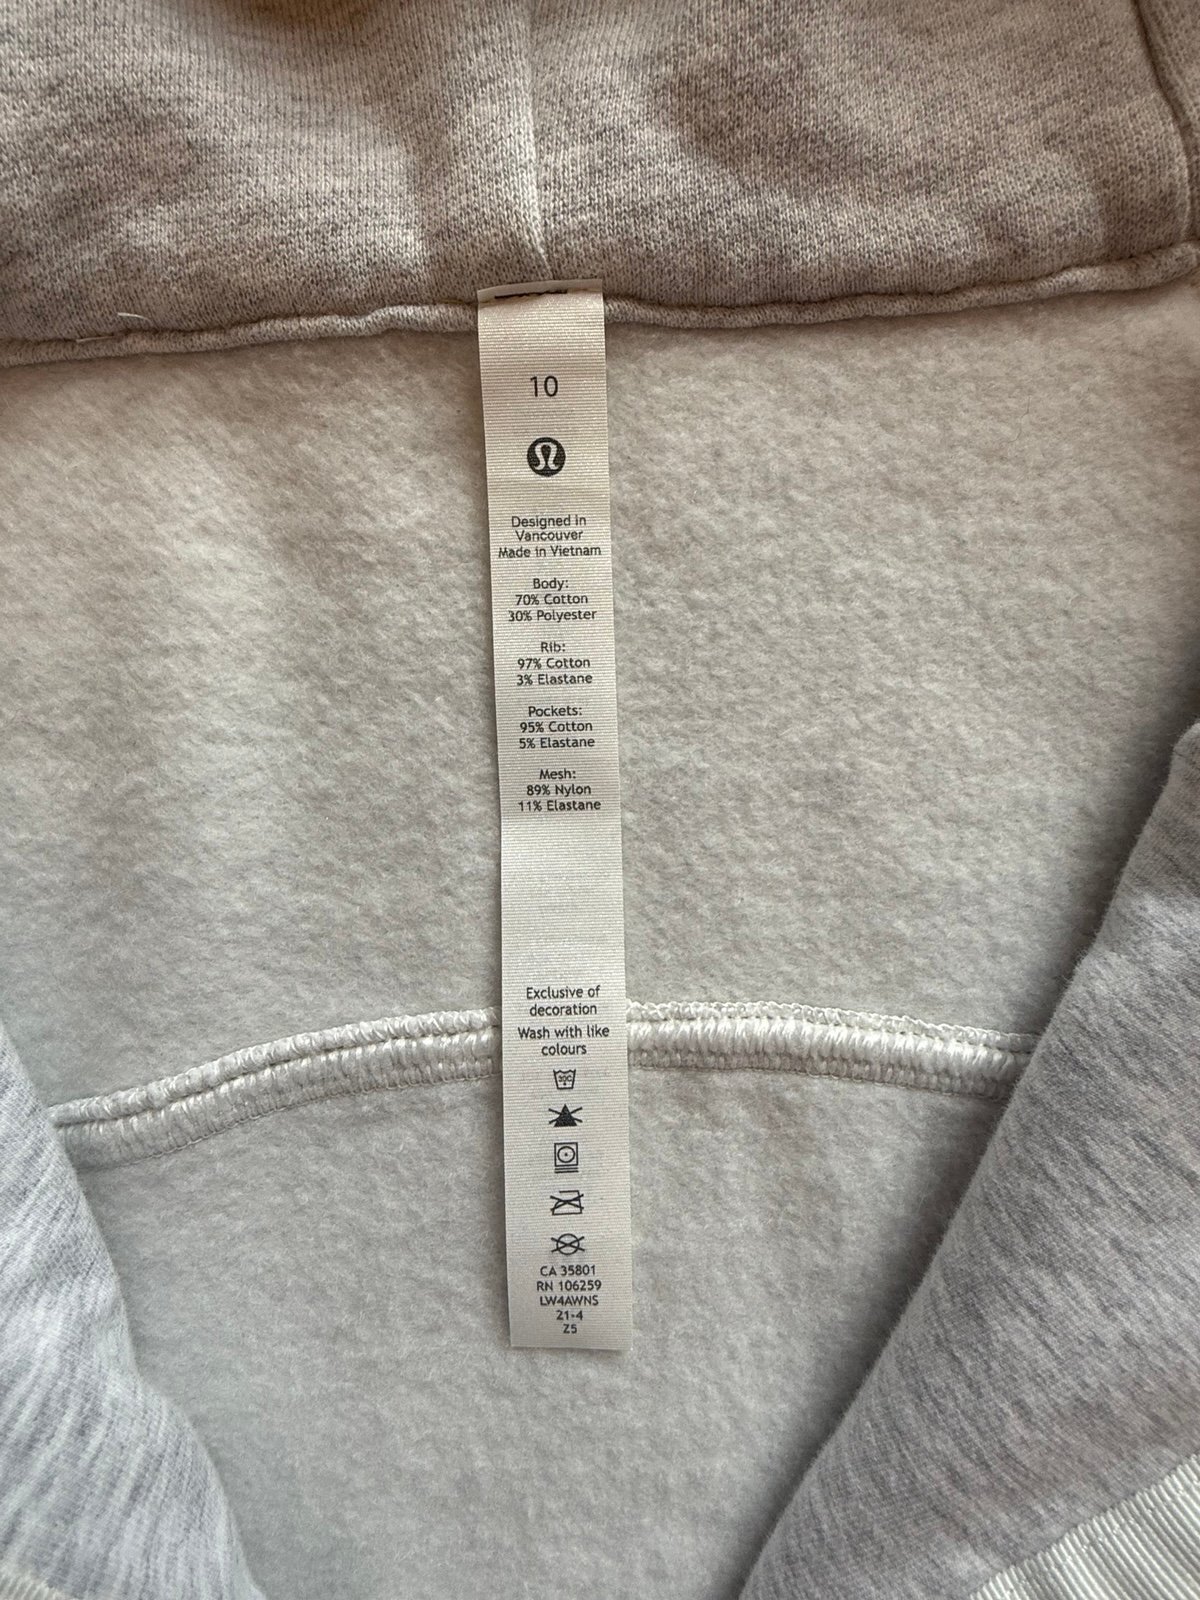 10
Designed in
Vancouver
Made in Vietnam
Body:
70% Cotton
30% Polyester
Rib:
97% Cotton
3% Elastane
Pockets:
95% Cotton
5% Elastane
Mesh:
89% Nylon
11% Elastane
Exclusive of
decoration
Wash with like
colours
30C
CA 35801
RN 106259
LW4AWNS
21-4
Z5